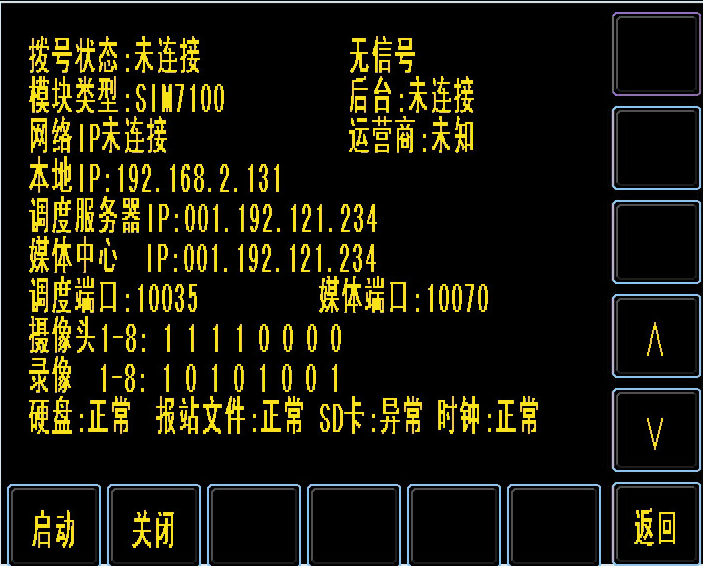 拨号状态:未连接 无信号
模块类型:SIM7100 后台:未连接
网络IP未连接 运营商:未知
本地IP:192.168.2.131
调度服务器IP:001.192.121.234
媒体中心 IP:001.192.121.234
调度端口:10035 媒体端口:10070
摄像头1-8: 1 1 1 1 0 0 0 0
录像 1-8: 1 0 1 0 1 0 0 1
硬盘:正常 报站文件:正常 SD卡:异常 时钟:正常
∧
∨
启动 关闭 返回